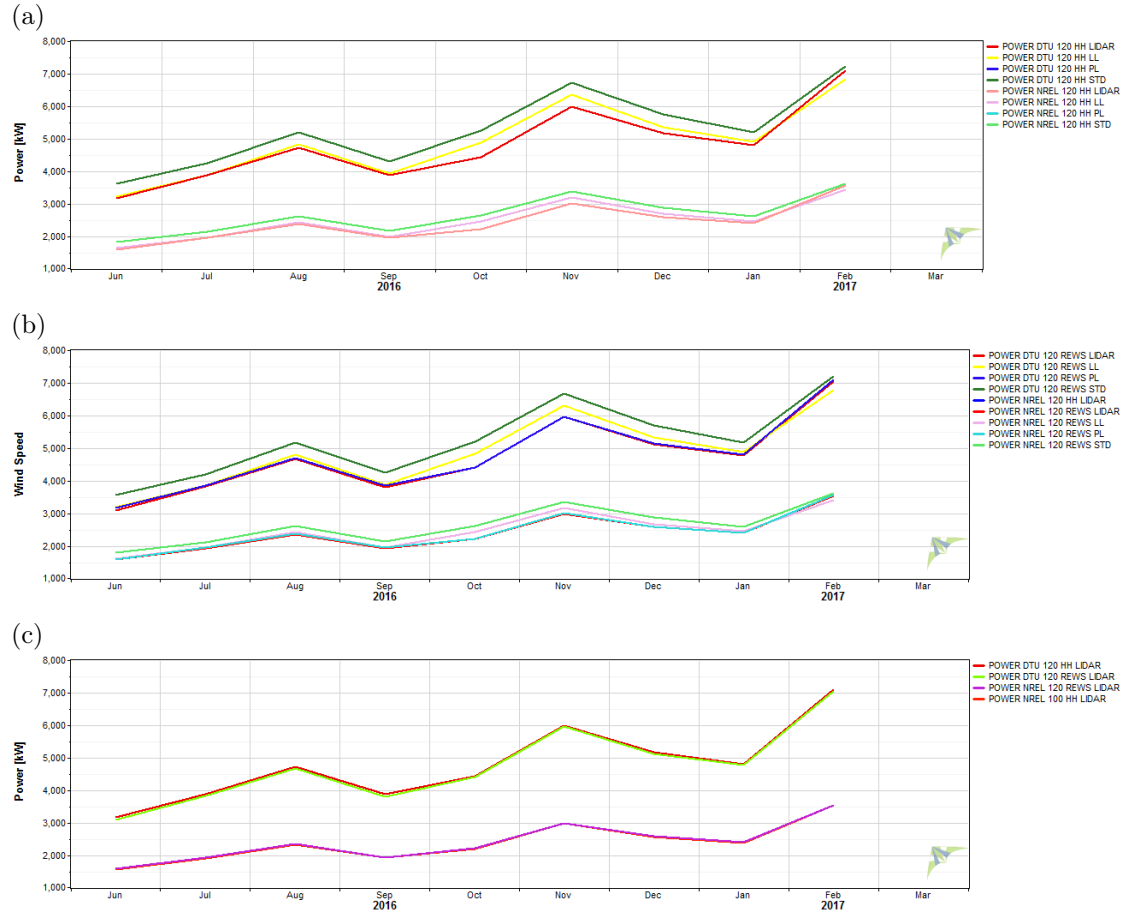 (a)
8,000
7,000
6,000
5,000
4,000
3,000
2,000
1,000
Power [kW]
Jun Jul Aug Sep Oct Nov Dec Jan Feb Mar
2016 2017
POWER DTU 120 HH LIDAR
POWER DTU 120 HH LL
POWER DTU 120 HH PL
POWER DTU 120 HH STD
POWER NREL 120 HH LIDAR
POWER NREL 120 HH LL
POWER NREL 120 HH PL
POWER NREL 120 HH STD
(b)
8,000
7,000
6,000
5,000
4,000
3,000
2,000
1,000
Wind Speed
Jun Jul Aug Sep Oct Nov Dec Jan Feb Mar
2016 2017
POWER DTU 120 REWS LIDAR
POWER DTU 120 REWS LL
POWER DTU 120 REWS PL
POWER DTU 120 REWS STD
POWER NREL 120 HH LIDAR
POWER NREL 120 REWS LIDAR
POWER NREL 120 REWS LL
POWER NREL 120 REWS PL
POWER NREL 120 REWS STD
(c)
8,000
7,000
6,000
5,000
4,000
3,000
2,000
1,000
Power [kW]
Jun Jul Aug Sep Oct Nov Dec Jan Feb Mar
2016 2017
POWER DTU 120 HH LIDAR
POWER DTU 120 REWS LIDAR
POWER NREL 120 REWS LIDAR
POWER NREL 100 HH LIDAR